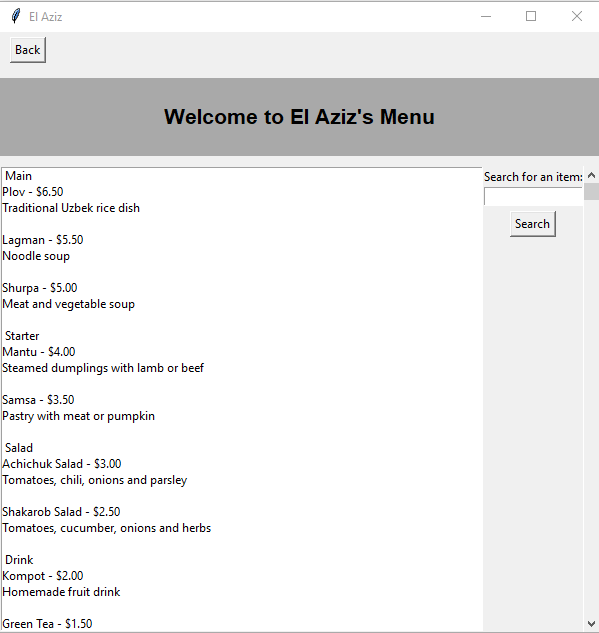 El Aziz
Back
Welcome to El Aziz's Menu
Main
Plov - $6.50
Traditional Uzbek rice dish
Lagman - $5.50
Noodle soup
Shurpa - $5.00
Meat and vegetable soup
Starter
Mantu - $4.00
Steamed dumplings with lamb or beef
Samsa - $3.50
Pastry with meat or pumpkin
Salad
Achichuk Salad - $3.00
Tomatoes, chili, onions and parsley
Shakarob Salad - $2.50
Tomatoes, cucumber, onions and herbs
Drink
Kompot - $2.00
Homemade fruit drink
Green Tea - $1.50
Search for an item:
Search